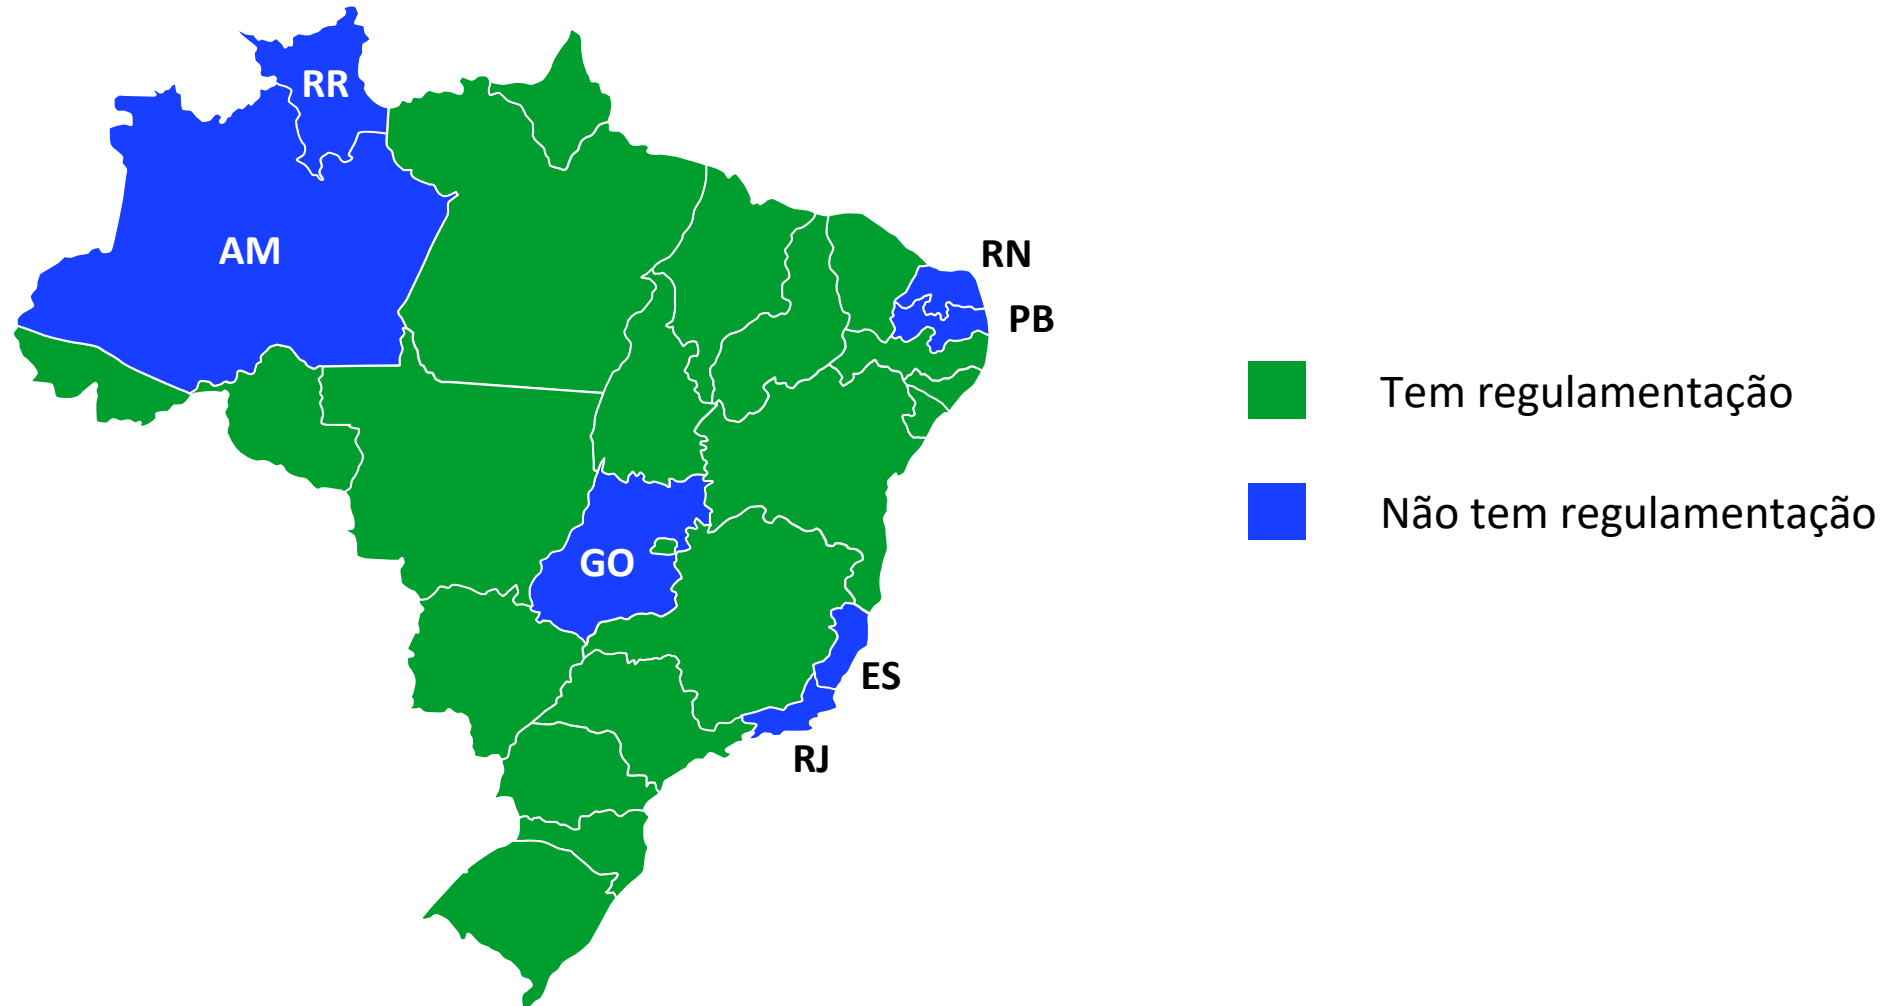 RR
AM
RN
PB
GO
ES
RJ
Tem regulamentação
Não tem regulamentação